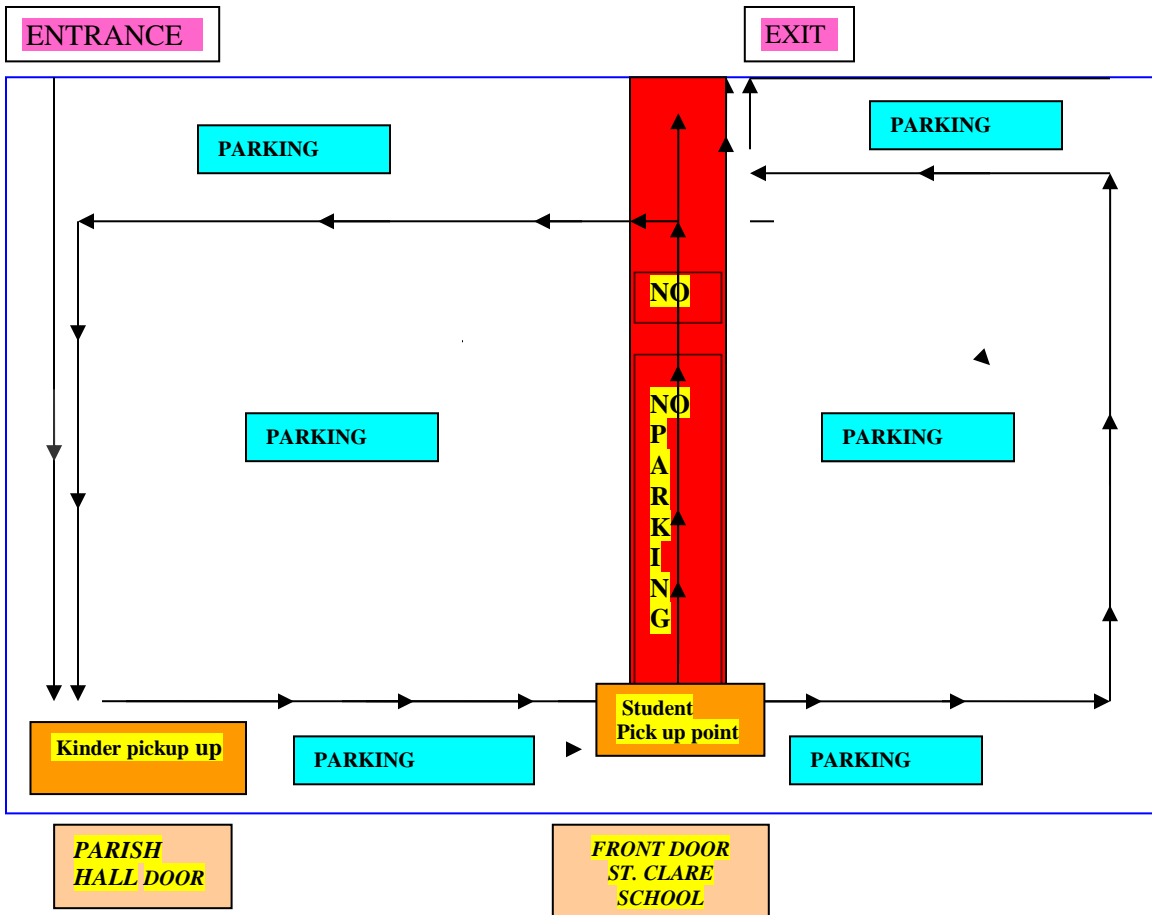 ENTRANCE
EXIT
PARKING
PARKING
NO
PARKING
PARKING
NO
P
A
R
K
I
N
G
Student
Pick up point
Kinder pickup up
PARKING
PARKING
PARISH
HALL DOOR
FRONT DOOR
ST. CLARE
SCHOOL